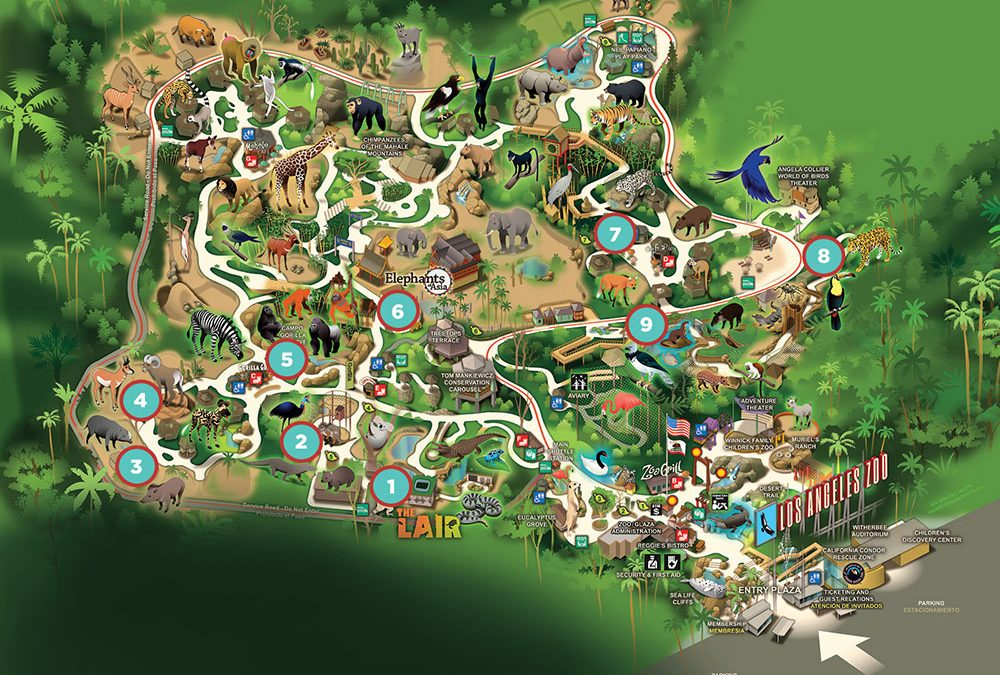 NEIL PAPIANO
PLAY PARK
CHIMPANZEES
OF THE MAHALE
MOUNTAINS
ANGELA COLLIER
WORLD OF BIRDS
THEATER
7
8
Elephants
of Asia
6
9
TREETOPS
TERRACE
CAMPO
GORILLA
5
TOM MANKIEWICZ
CONSERVATION
CAROUSEL
4
AVIARY
ADVENTURE
THEATER
2
3
MAIN
SHUTTLE
STATION
WINNICK FAMILY
CHILDREN'S ZOO
MURIEL'S
RANCH
Zoo Grill
1
THE
LAIR
Service Road - Do Not Enter
DESERT
TRAIL
LOS ANGELES ZOO
EUCALYPTUS
GROVE
ZOO PLAZA
ADMINISTRATION
REGGIE'S BISTRO
WITHERBEE
AUDITORIUM
CHILDREN'S
DISCOVERY CENTER
CALIFORNIA CONDOR
RESCUE ZONE
SECURITY & FIRST AID
ENTRY PLAZA
SEA LIFE
CLIFFS
TICKETING AND
GUEST RELATIONS
ATENCIÓN DE INVITADOS
PARKING
ESTACIONAMIENTO
MEMBERSHIP
MEMBRESIA